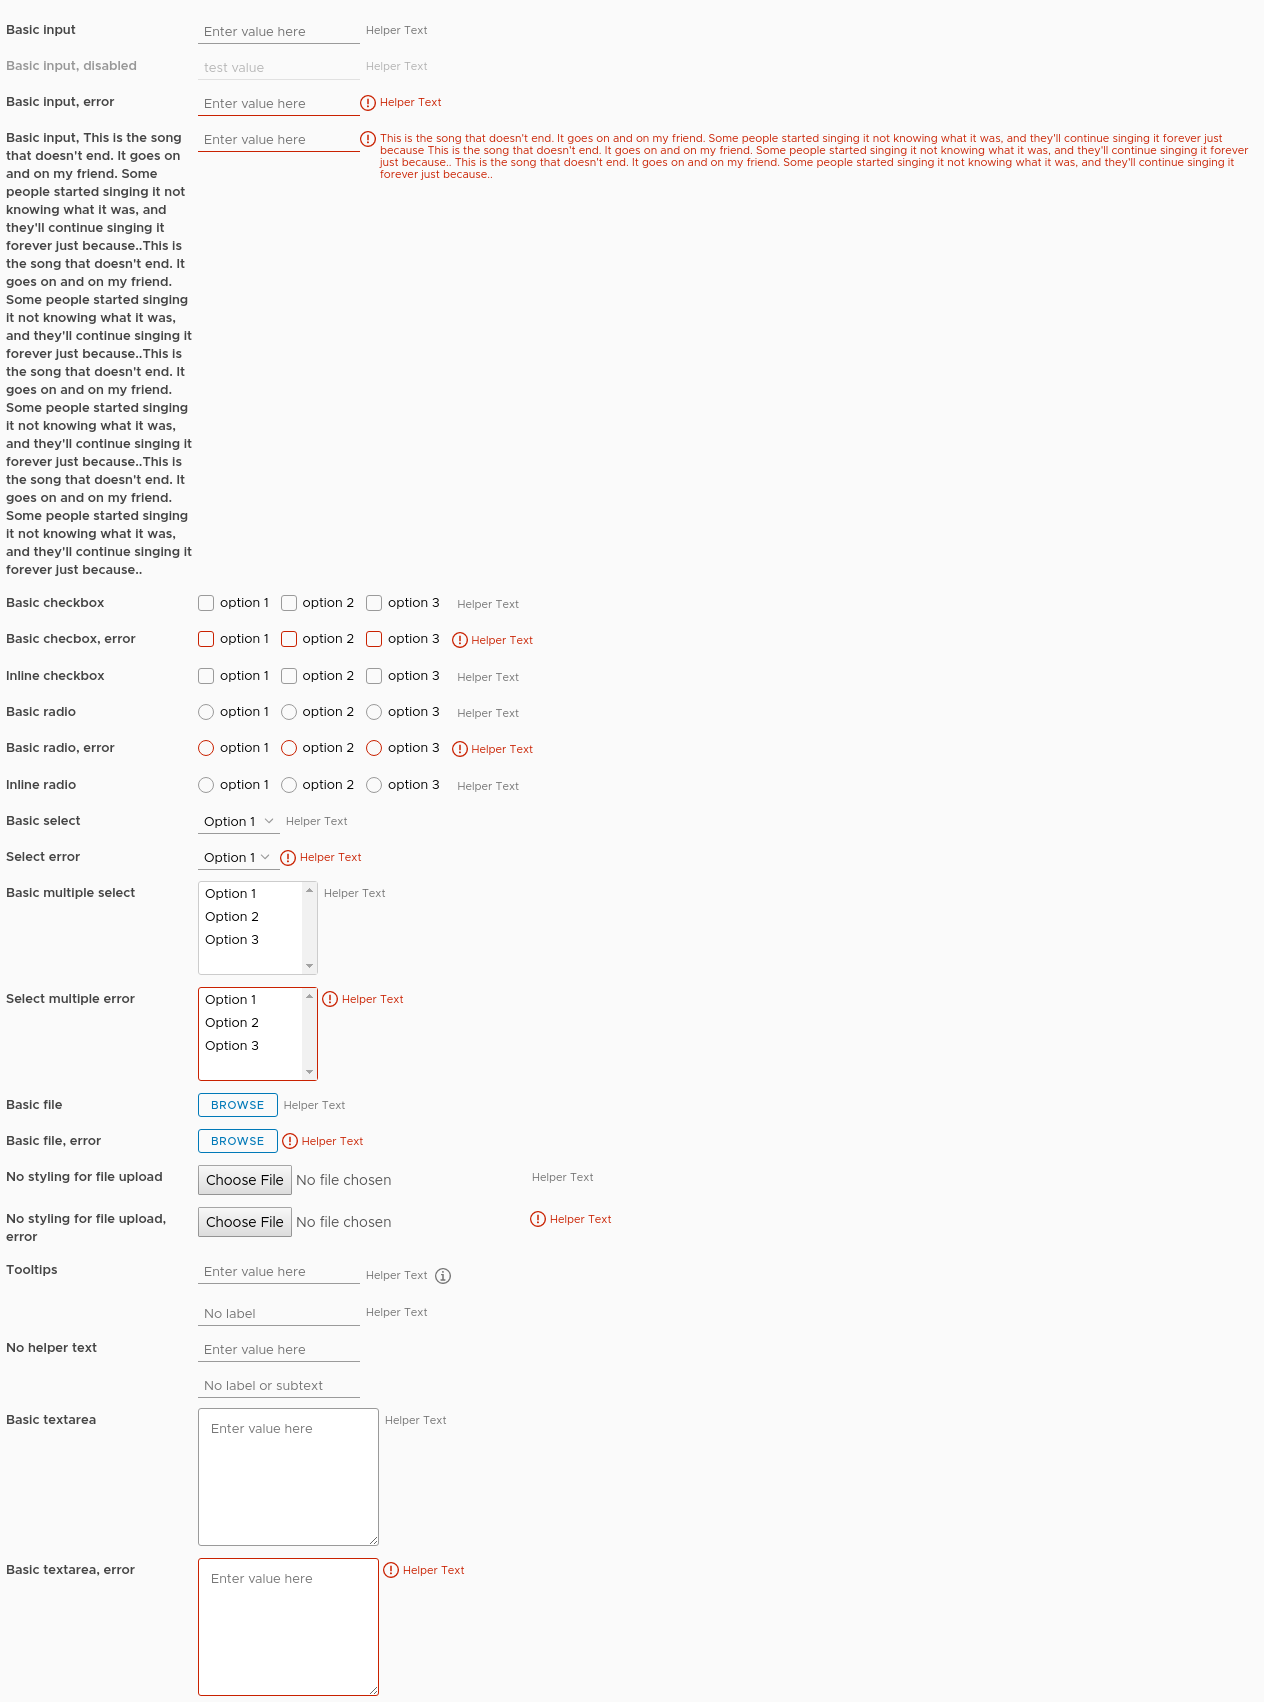 Basic input Enter value here Helper Text
Basic input, disabled test value Helper Text
Basic input, error Enter value here Helper Text
Basic input, This is the song
that doesn't end. It goes on
and on my friend. Some
people started singing it not
knowing what it was, and
they'll continue singing it
forever just because..This is
the song that doesn't end. It
goes on and on my friend.
Some people started singing
it not knowing what it was,
and they'll continue singing it
forever just because..This is
the song that doesn't end. It
goes on and on my friend.
Some people started singing
it not knowing what it was,
and they'll continue singing it
forever just because..This is
the song that doesn't end. It
goes on and on my friend.
Some people started singing
it not knowing what it was,
and they'll continue singing it
forever just because..
Enter value here
This is the song that doesn't end. It goes on and on my friend. Some people started singing it not knowing what it was, and they'll continue singing it forever just
because This is the song that doesn't end. It goes on and on my friend. Some people started singing it not knowing what it was, and they'll continue singing it forever
just because.. This is the song that doesn't end. It goes on and on my friend. Some people started singing it not knowing what it was, and they'll continue singing it
forever just because..
Basic checkbox option 1 option 2 option 3 Helper Text
Basic checbox, error option 1 option 2 option 3 Helper Text
Inline checkbox option 1 option 2 option 3 Helper Text
Basic radio option 1 option 2 option 3 Helper Text
Basic radio, error option 1 option 2 option 3 Helper Text
Inline radio option 1 option 2 option 3 Helper Text
Basic select Option 1 Helper Text
Select error Option 1 Helper Text
Basic multiple select Option 1 Helper Text
Option 2
Option 3
Select multiple error Option 1 Helper Text
Option 2
Option 3
Basic file BROWSE Helper Text
Basic file, error BROWSE Helper Text
No styling for file upload Choose File No file chosen Helper Text
No styling for file upload,
error
Choose File No file chosen Helper Text
Tooltips Enter value here Helper Text
No label Helper Text
No helper text Enter value here
No label or subtext
Basic textarea Enter value here Helper Text
Basic textarea, error Enter value here Helper Text